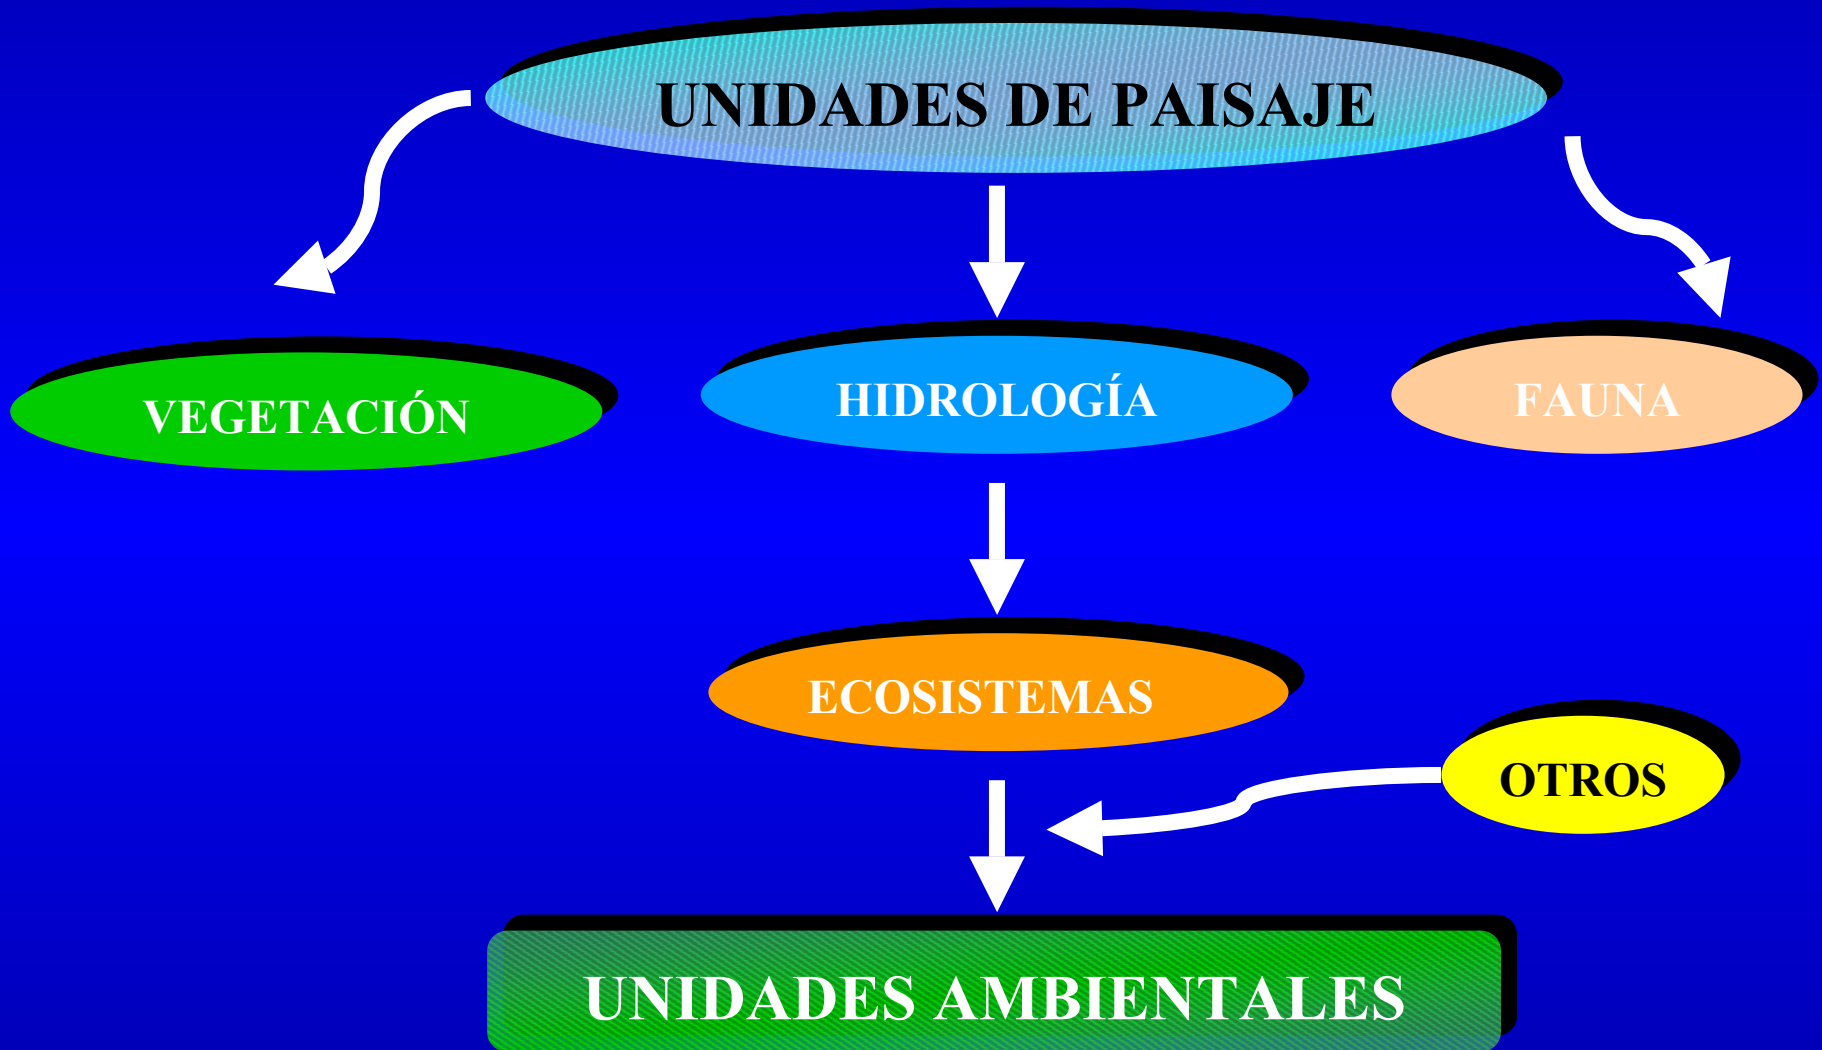 UNIDADES DE PAISAJE
VEGETACIÓN
HIDROLOGÍA
FAUNA
ECOSISTEMAS
OTROS
UNIDADES AMBIENTALES